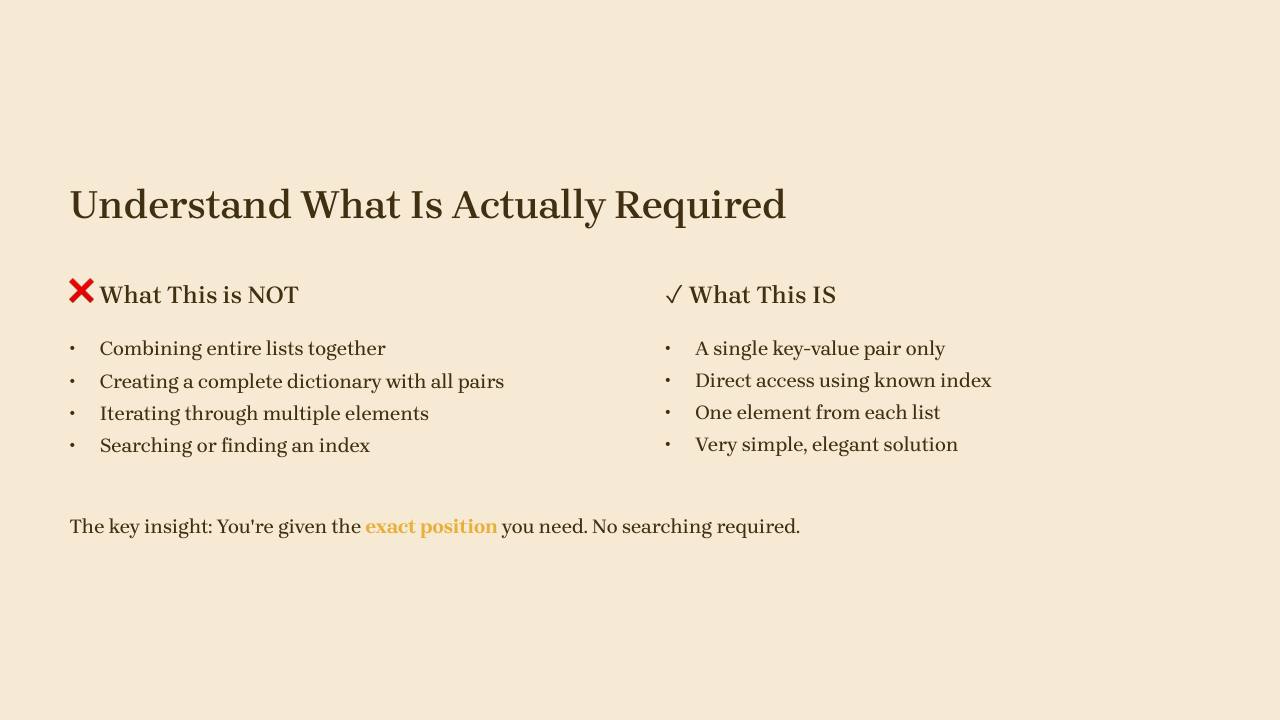 Understand What Is Actually Required
❌ What This is NOT
• Combining entire lists together
• Creating a complete dictionary with all pairs
• Iterating through multiple elements
• Searching or finding an index
✓ What This IS
• A single key-value pair only
• Direct access using known index
• One element from each list
• Very simple, elegant solution
The key insight: You're given the exact position you need. No searching required.